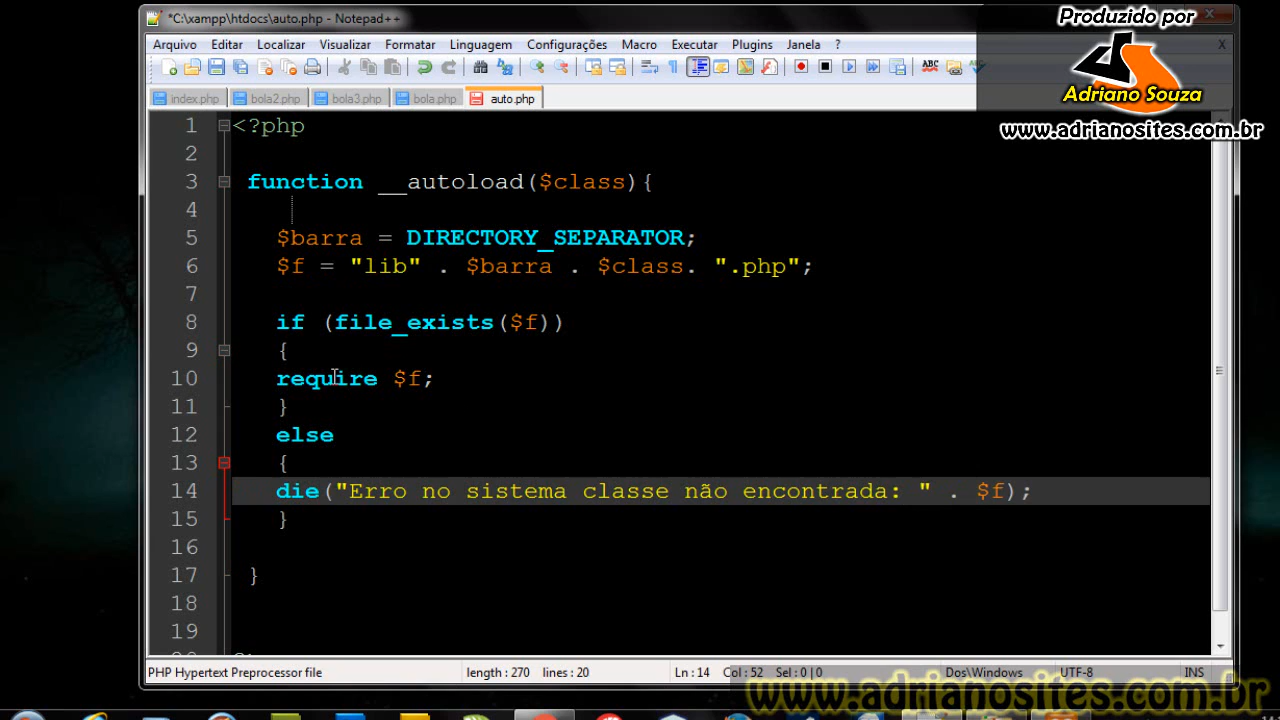 *C:\xampp\htdocs\auto.php - Notepad++
Produzido por
Arquivo Editar Localizar Visualizar Formatar Linguagem Configurações Macro Executar Plugins Janela ? X
ABC
Adriano Souza
index.php bola2.php bola3.php bola.php auto.php
www.adrianosites.com.br
1 <?php
2
3 function __autoload($class){
4
5 $barra = DIRECTORY_SEPARATOR;
6 $f = "lib" . $barra . $class. ".php";
7
8 if (file_exists($f))
9 {
10 require $f;
11 }
12 else
13 {
14 die("Erro no sistema classe não encontrada: " . $f);
15 }
16
17 }
18
19
PHP Hypertext Preprocessor file length : 270 lines : 20 Ln : 14 Col : 52 Sel : 0 | 0 Dos\Windows UTF-8 INS
www.adrianosites.com.br